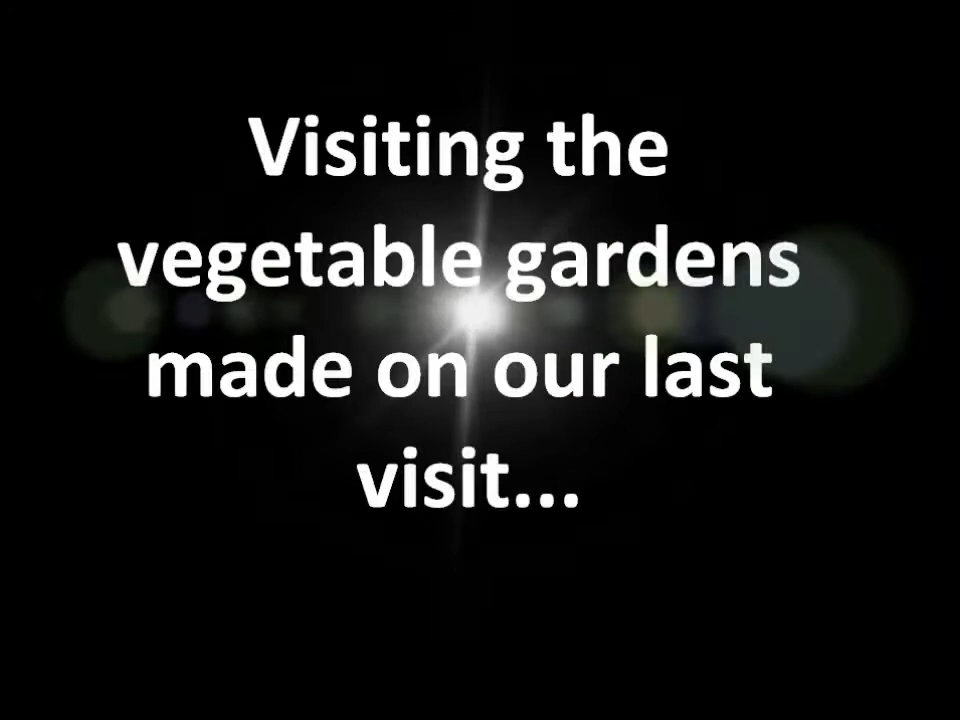 Visiting the
vegetable gardens
made on our last
visit...